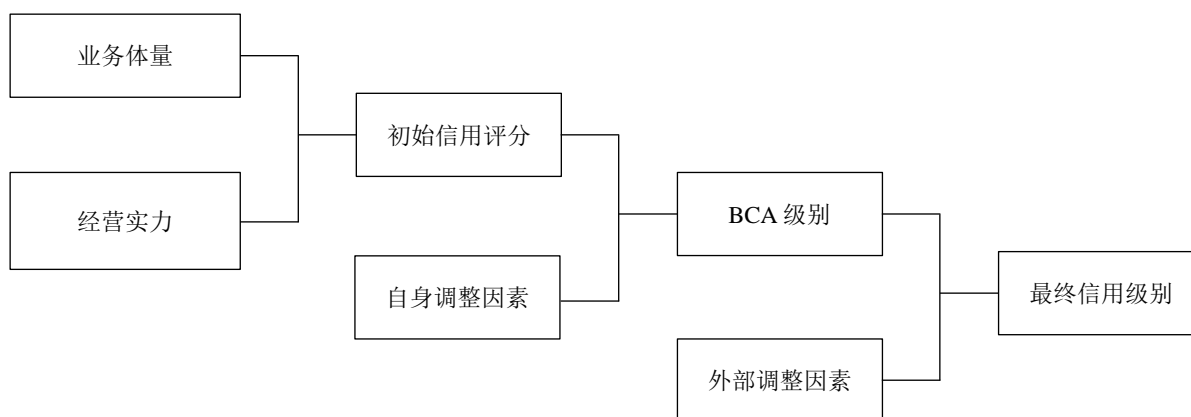 业务体量
经营实力
初始信用评分
自身调整因素
BCA 级别
外部调整因素
最终信用级别